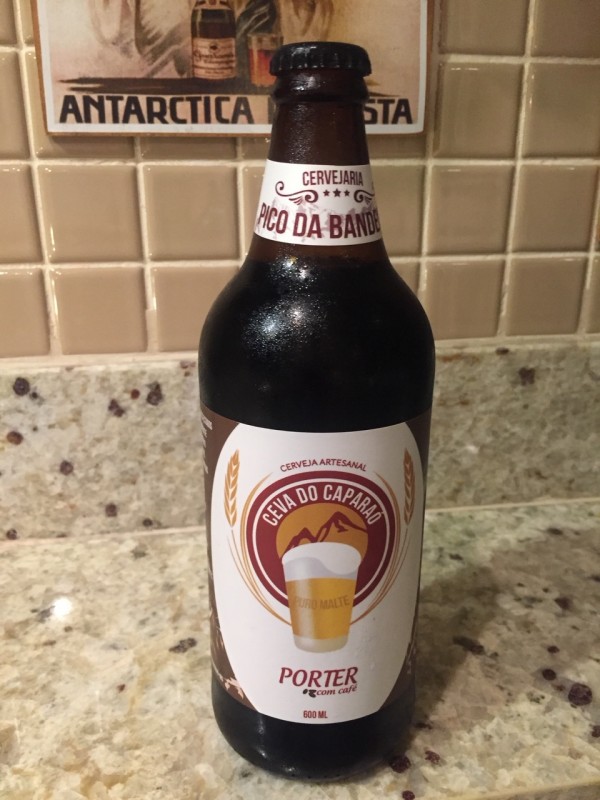 ANTARCTICA
CERVEJARIA
PICO DA BANDE
CERVEJA ARTESANAL
CEVA DO CAPARAÓ
PURO MALTE
PORTER
com café
600 ML